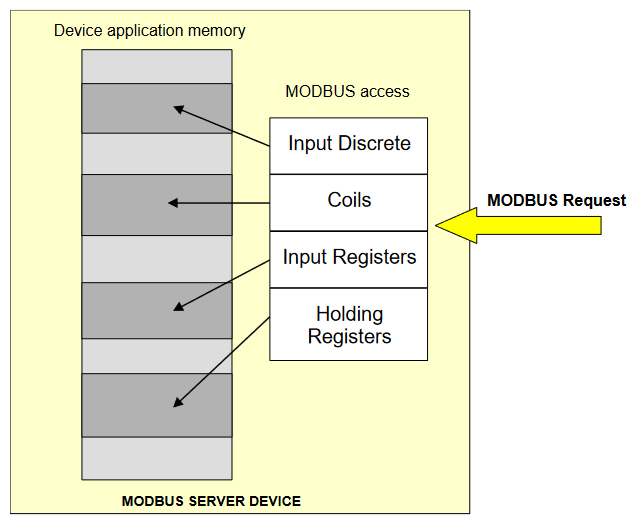 Device application memory
MODBUS access
Input Discrete
Coils
MODBUS Request
Input Registers
Holding
Registers
MODBUS SERVER DEVICE